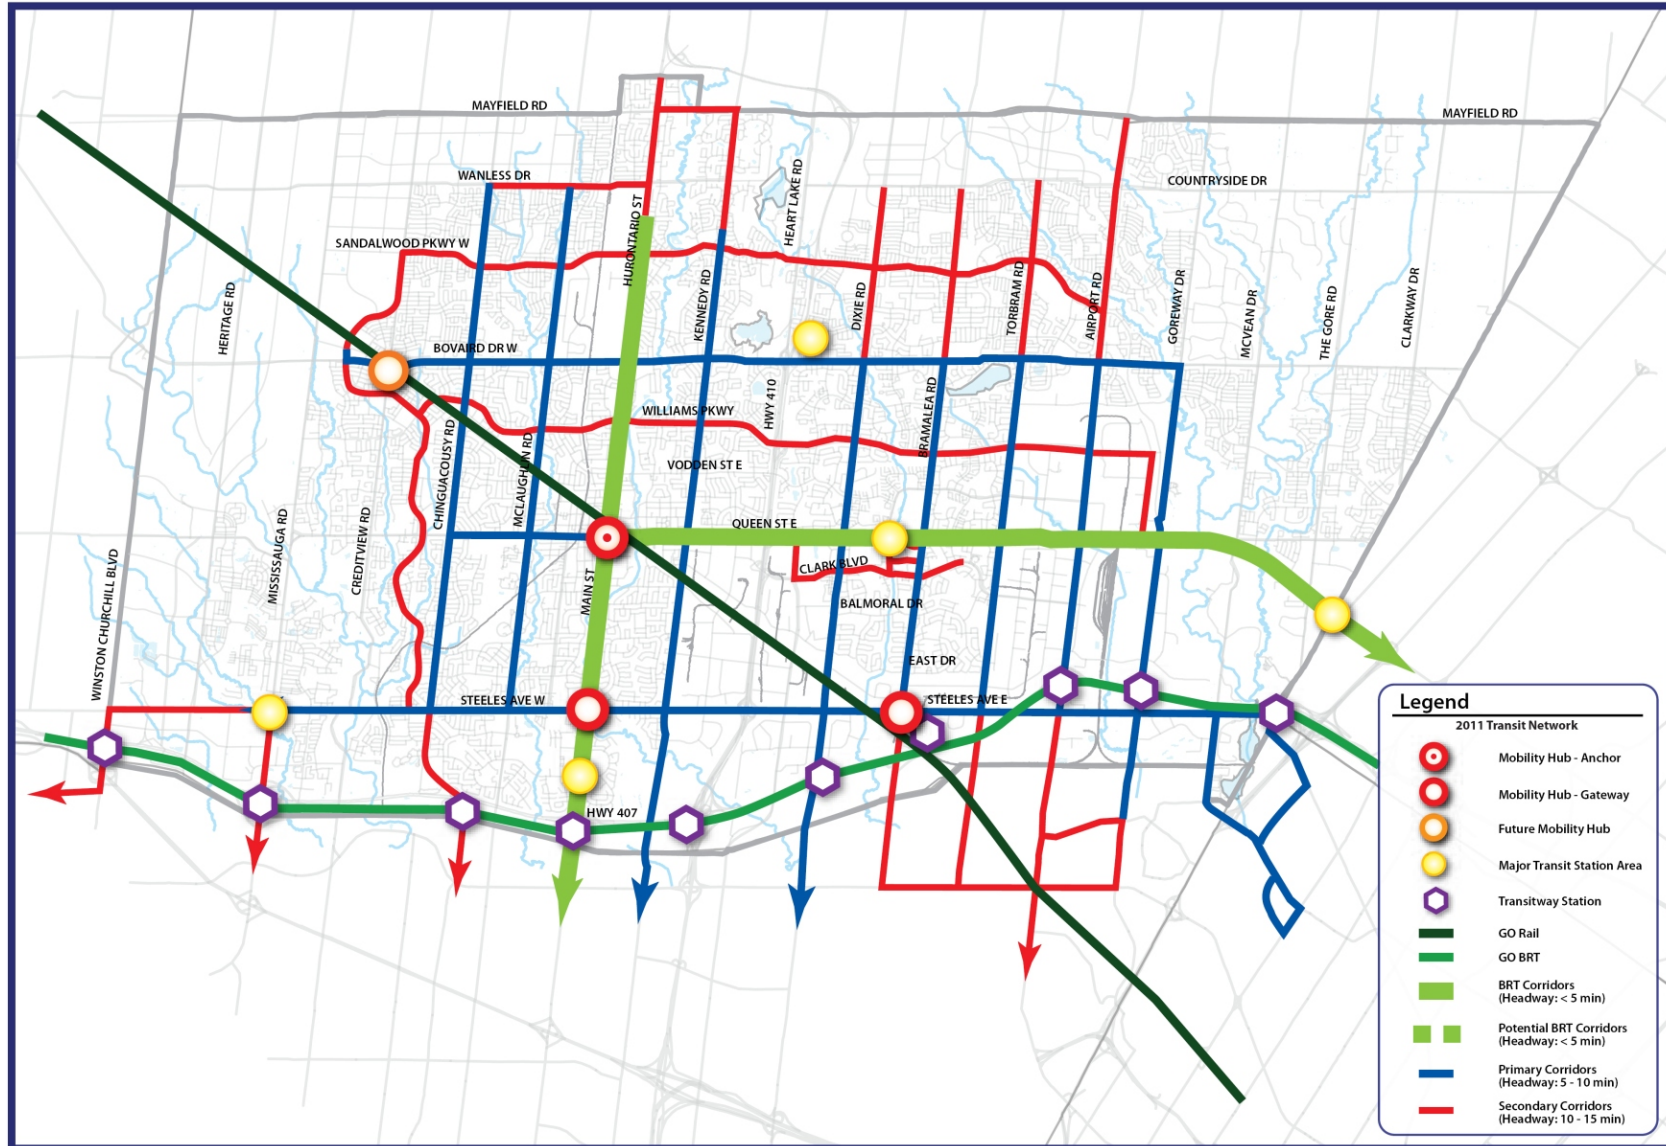 MAYFIELD RD
MAYFIELD RD
WANLESS DR
COUNTRYSIDE DR
HEART LAKE RD
HURONTARIO ST
SANDALWOOD PKWY W
HERITAGE RD
KENNEDY RD
DIXIE RD
TORBRAM RD
AIRPORT RD
GOREWAY DR
MCVEAN DR
THE GORE RD
CLARKWAY DR
BOVAIRD DR W
HWY 410
BRAMALEA RD
WILLIAMS PKWY
CHINGUACOUSY RD
MCLAUGHLIN RD
VODDEN ST E
QUEEN ST E
MISSISSAUGA RD
CREDITVIEW RD
WINSTON CHURCHILL BLVD
MAIN ST
CLARK BLVD
BALMORAL DR
EAST DR
STEELES AVE W
STEELES AVE E
HWY 407
Legend
2011 Transit Network
Mobility Hub - Anchor
Mobility Hub - Gateway
Future Mobility Hub
Major Transit Station Area
Transitway Station
GO Rail
GO BRT
BRT Corridors
(Headway: < 5 min)
Potential BRT Corridors
(Headway: < 5 min)
Primary Corridors
(Headway: 5 - 10 min)
Secondary Corridors
(Headway: 10 - 15 min)